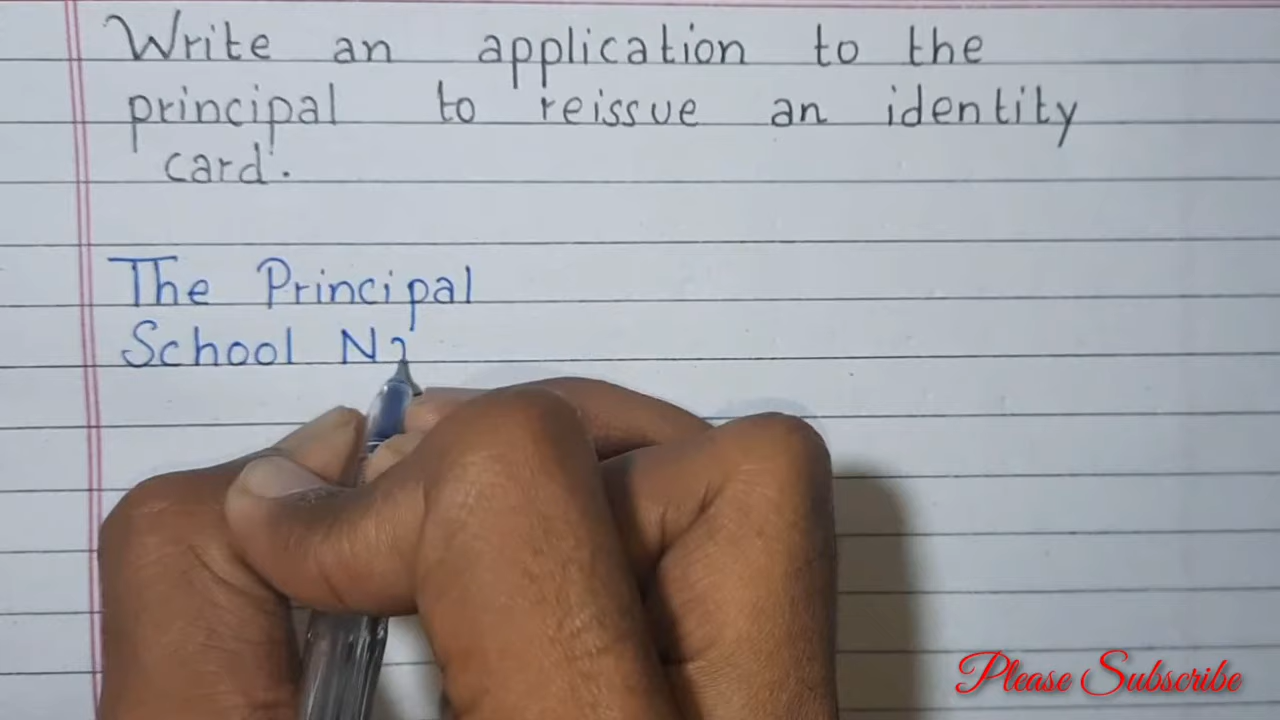 Write an application to the
principal to reissue an identity
card.
The Principal
School
Please Subscribe